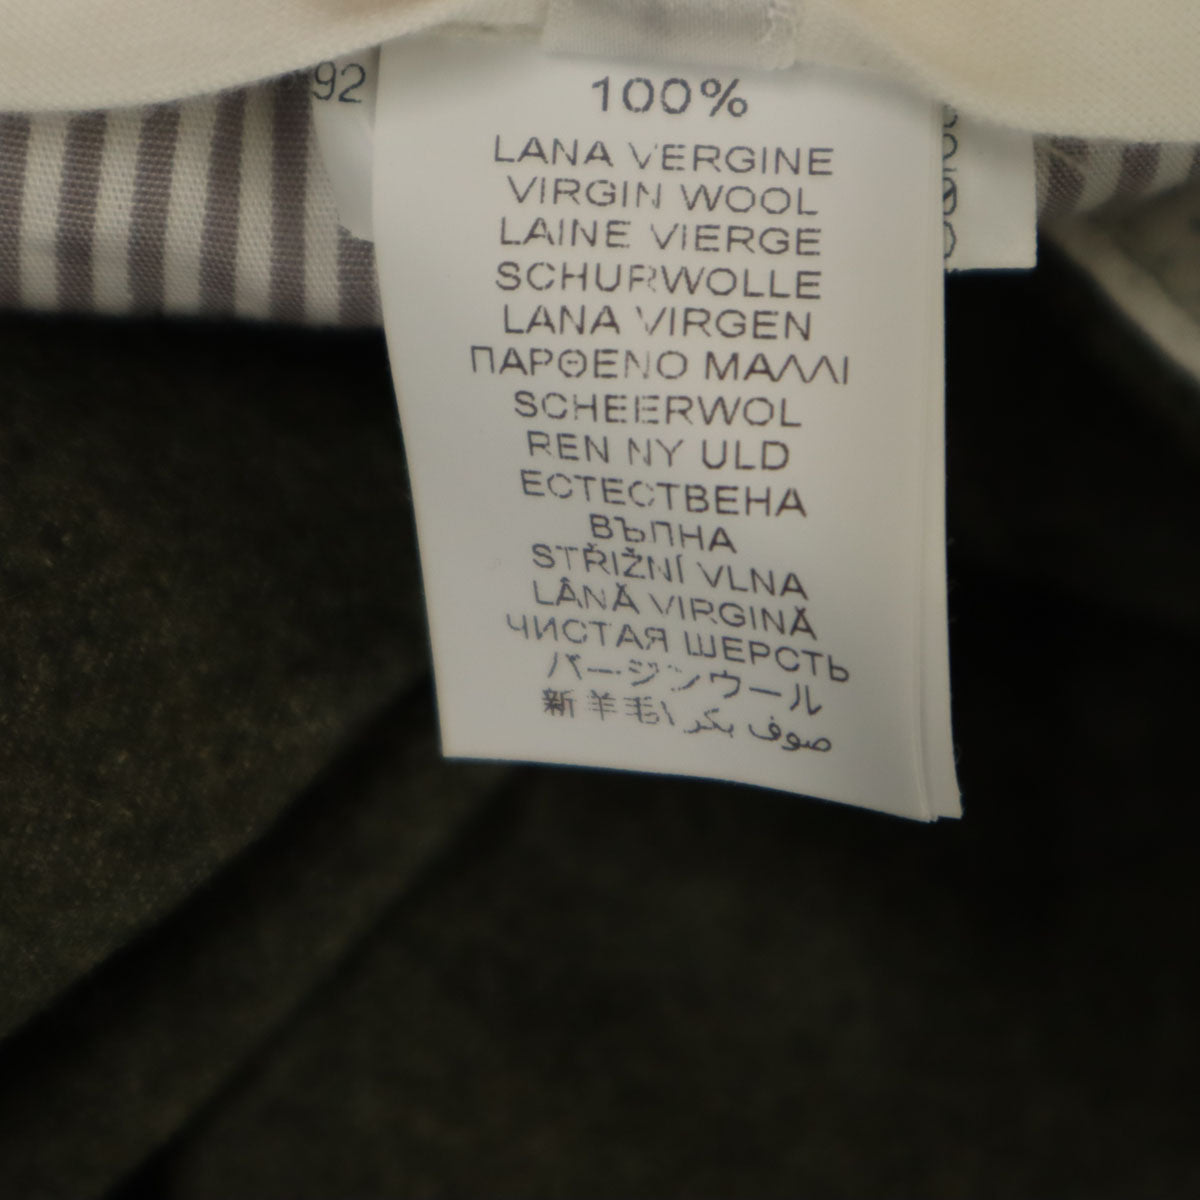 92
100%
LANA VERGINE
VIRGIN WOOL
LAINE VIERGE
SCHURWOLLE
LANA VIRGEN
ΠΑΡΘΕΝΟ ΜΑΛΛΙ
SCHEERWOL
REN NY ULD
ЕСТЕСТВЕНА
ВЪЛНА
STŘIŽNÍ VLNA
LÂNĂ VIRGINĂ
ЧИСТАЯ ШЕРСТЬ
バージンウール
新羊毛\ صوف بكر